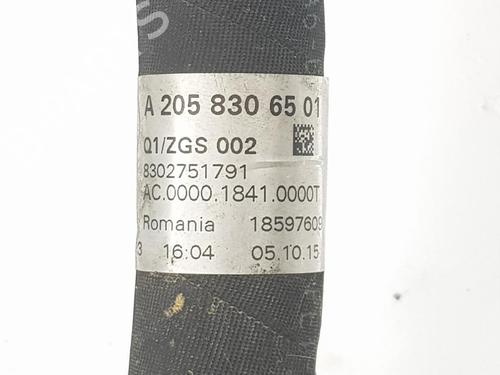 A 205 830 65 01
Q1/ZGS 002
8302751791
AC.0000.1841.0000T
Romania 18597609
3 16:04 05.10.15